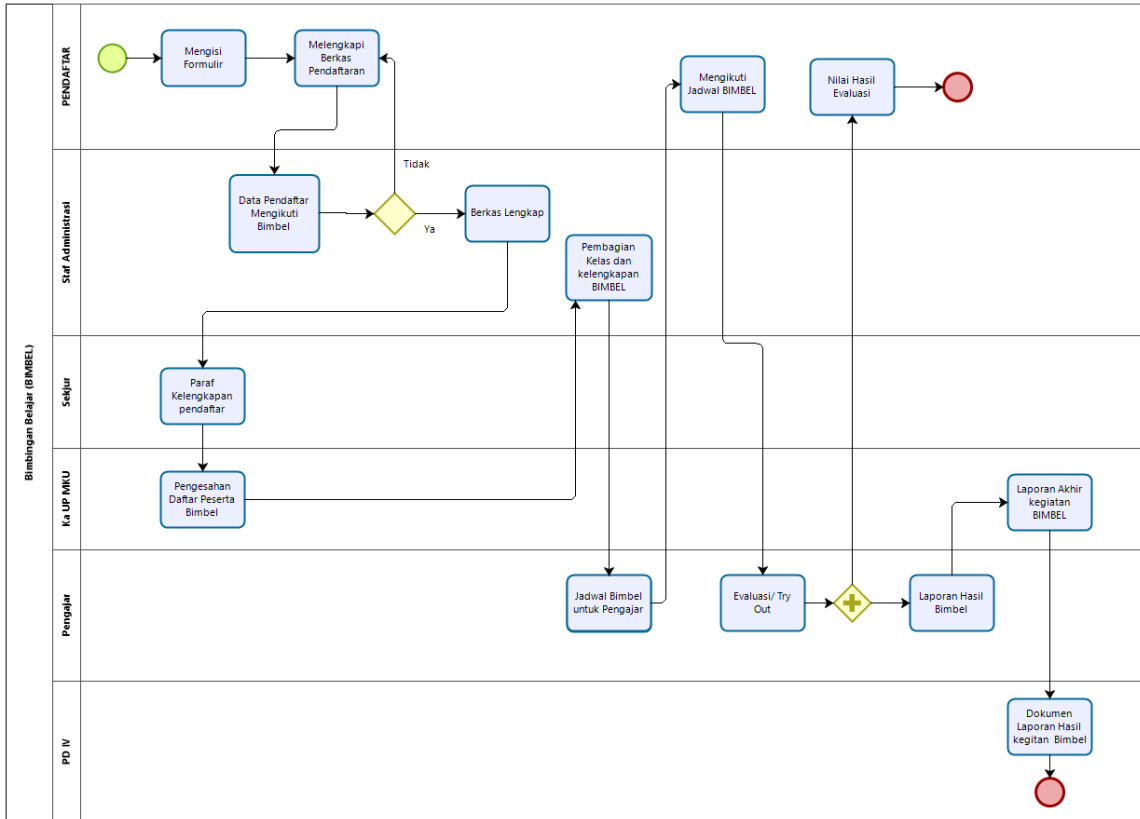 Bimbingan Belajar (BIMBEL)
PENDAFTAR
Mengisi
Formulir
Melengkapi
Berkas
Pendaftaran
Mengikuti
Jadwal BIMBEL
Nilai Hasil
Evaluasi
Staf Administrasi
Data Pendaftar
Mengikuti
Bimbel
Tidak
Ya
Berkas Lengkap
Pembagian
Kelas dan
kelengkapan
BIMBEL
Sekjur
Paraf
Kelengkapan
pendaftar
Ka UP MKU
Pengesahan
Daftar Peserta
Bimbel
Laporan Akhir
kegiatan
BIMBEL
Pengajar
Jadwal Bimbel
untuk Pengajar
Evaluasi/ Try
Out
Laporan Hasil
Bimbel
PD IV
Dokumen
Laporan Hasil
kegitan Bimbel